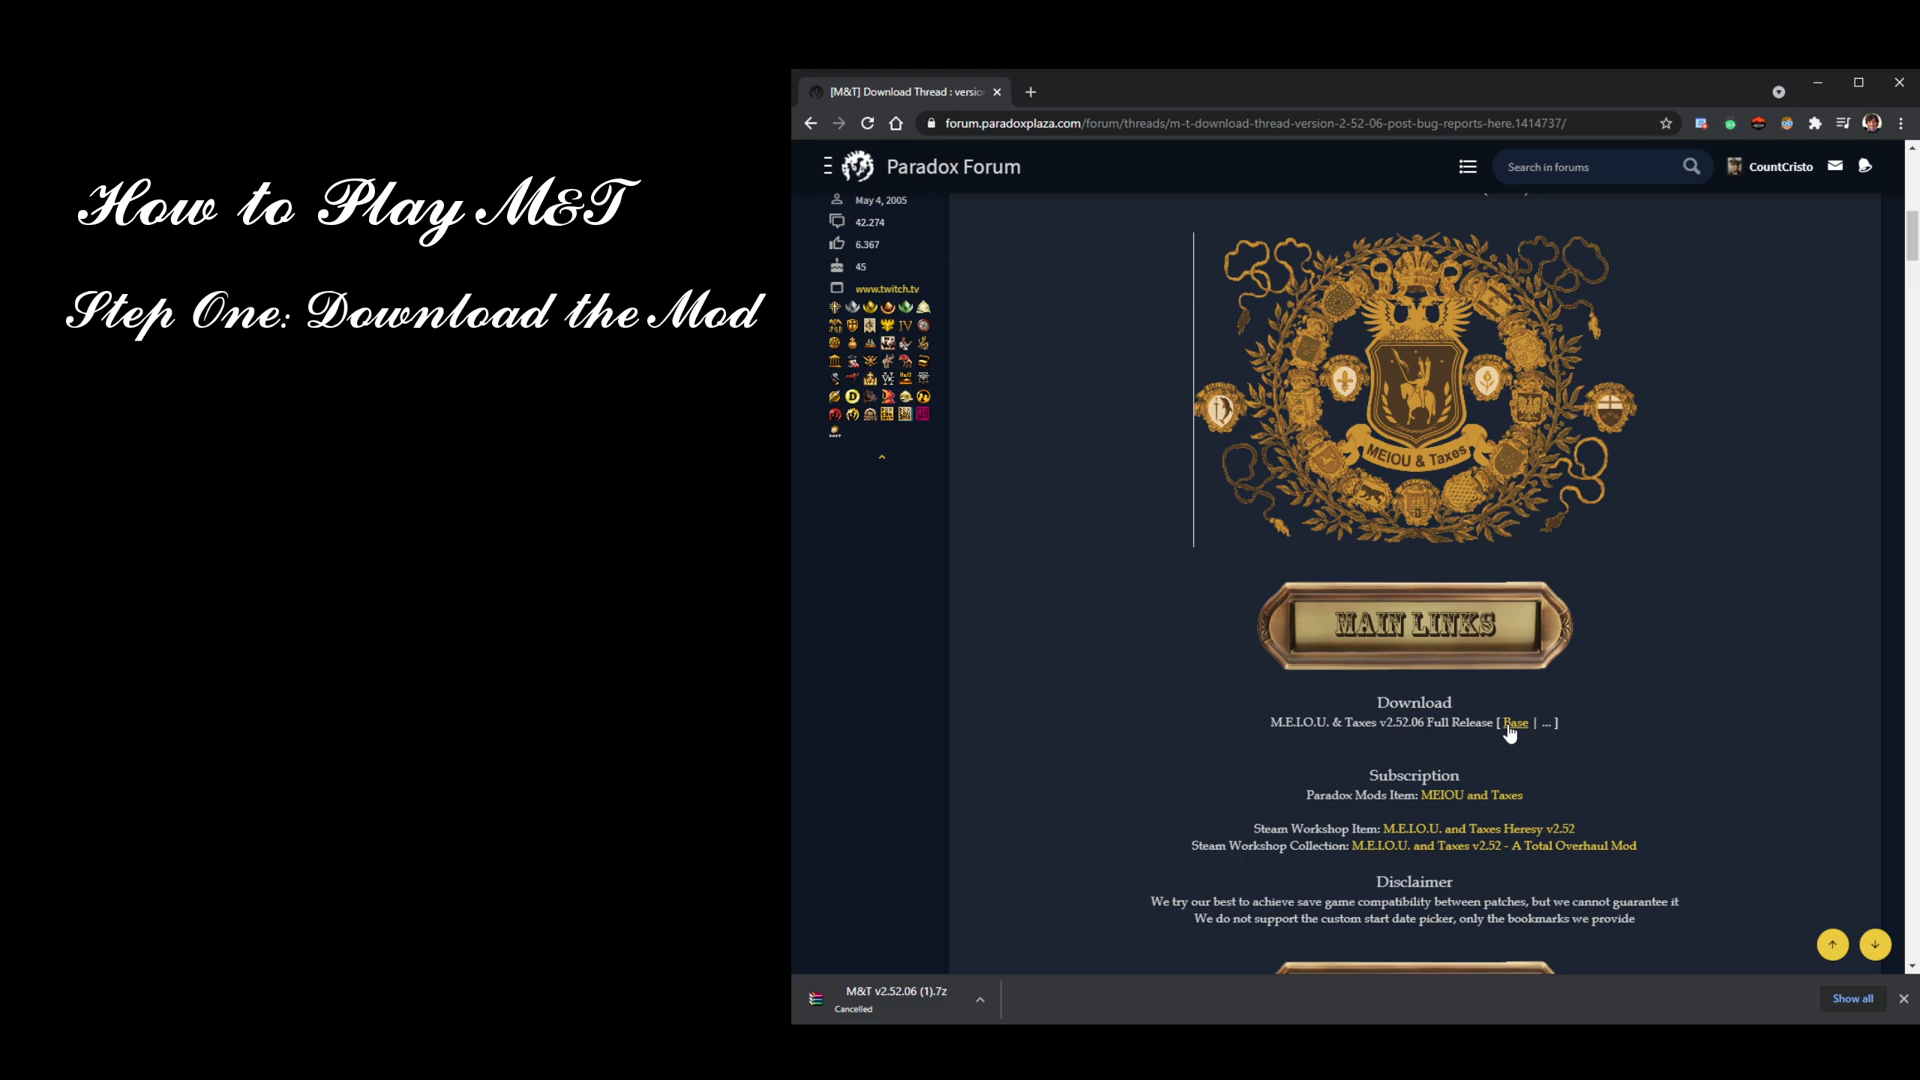 How to Play M&T
Step One: Download the Mod
[M&T] Download Thread : versio
forum.paradoxplaza.com/forum/threads/m-t-download-thread-version-2-52-06-post-bug-reports-here.1414737/
Paradox Forum
Search in forums
CountCristo
May 4, 2005
42.274
6.367
45
www.twitch.tv
MEIOU & Taxes
MAIN LINKS
Download
M.E.I.O.U. & Taxes v2.52.06 Full Release [ Base | ... ]
Subscription
Paradox Mods Item: MEIOU and Taxes
Steam Workshop Item: M.E.I.O.U. and Taxes Heresy v2.52
Steam Workshop Collection: M.E.I.O.U. and Taxes v2.52 - A Total Overhaul Mod
Disclaimer
We try our best to achieve save game compatibility between patches, but we cannot guarantee it
We do not support the custom start date picker, only the bookmarks we provide
M&T v2.52.06 (1).7z
Cancelled
Show all